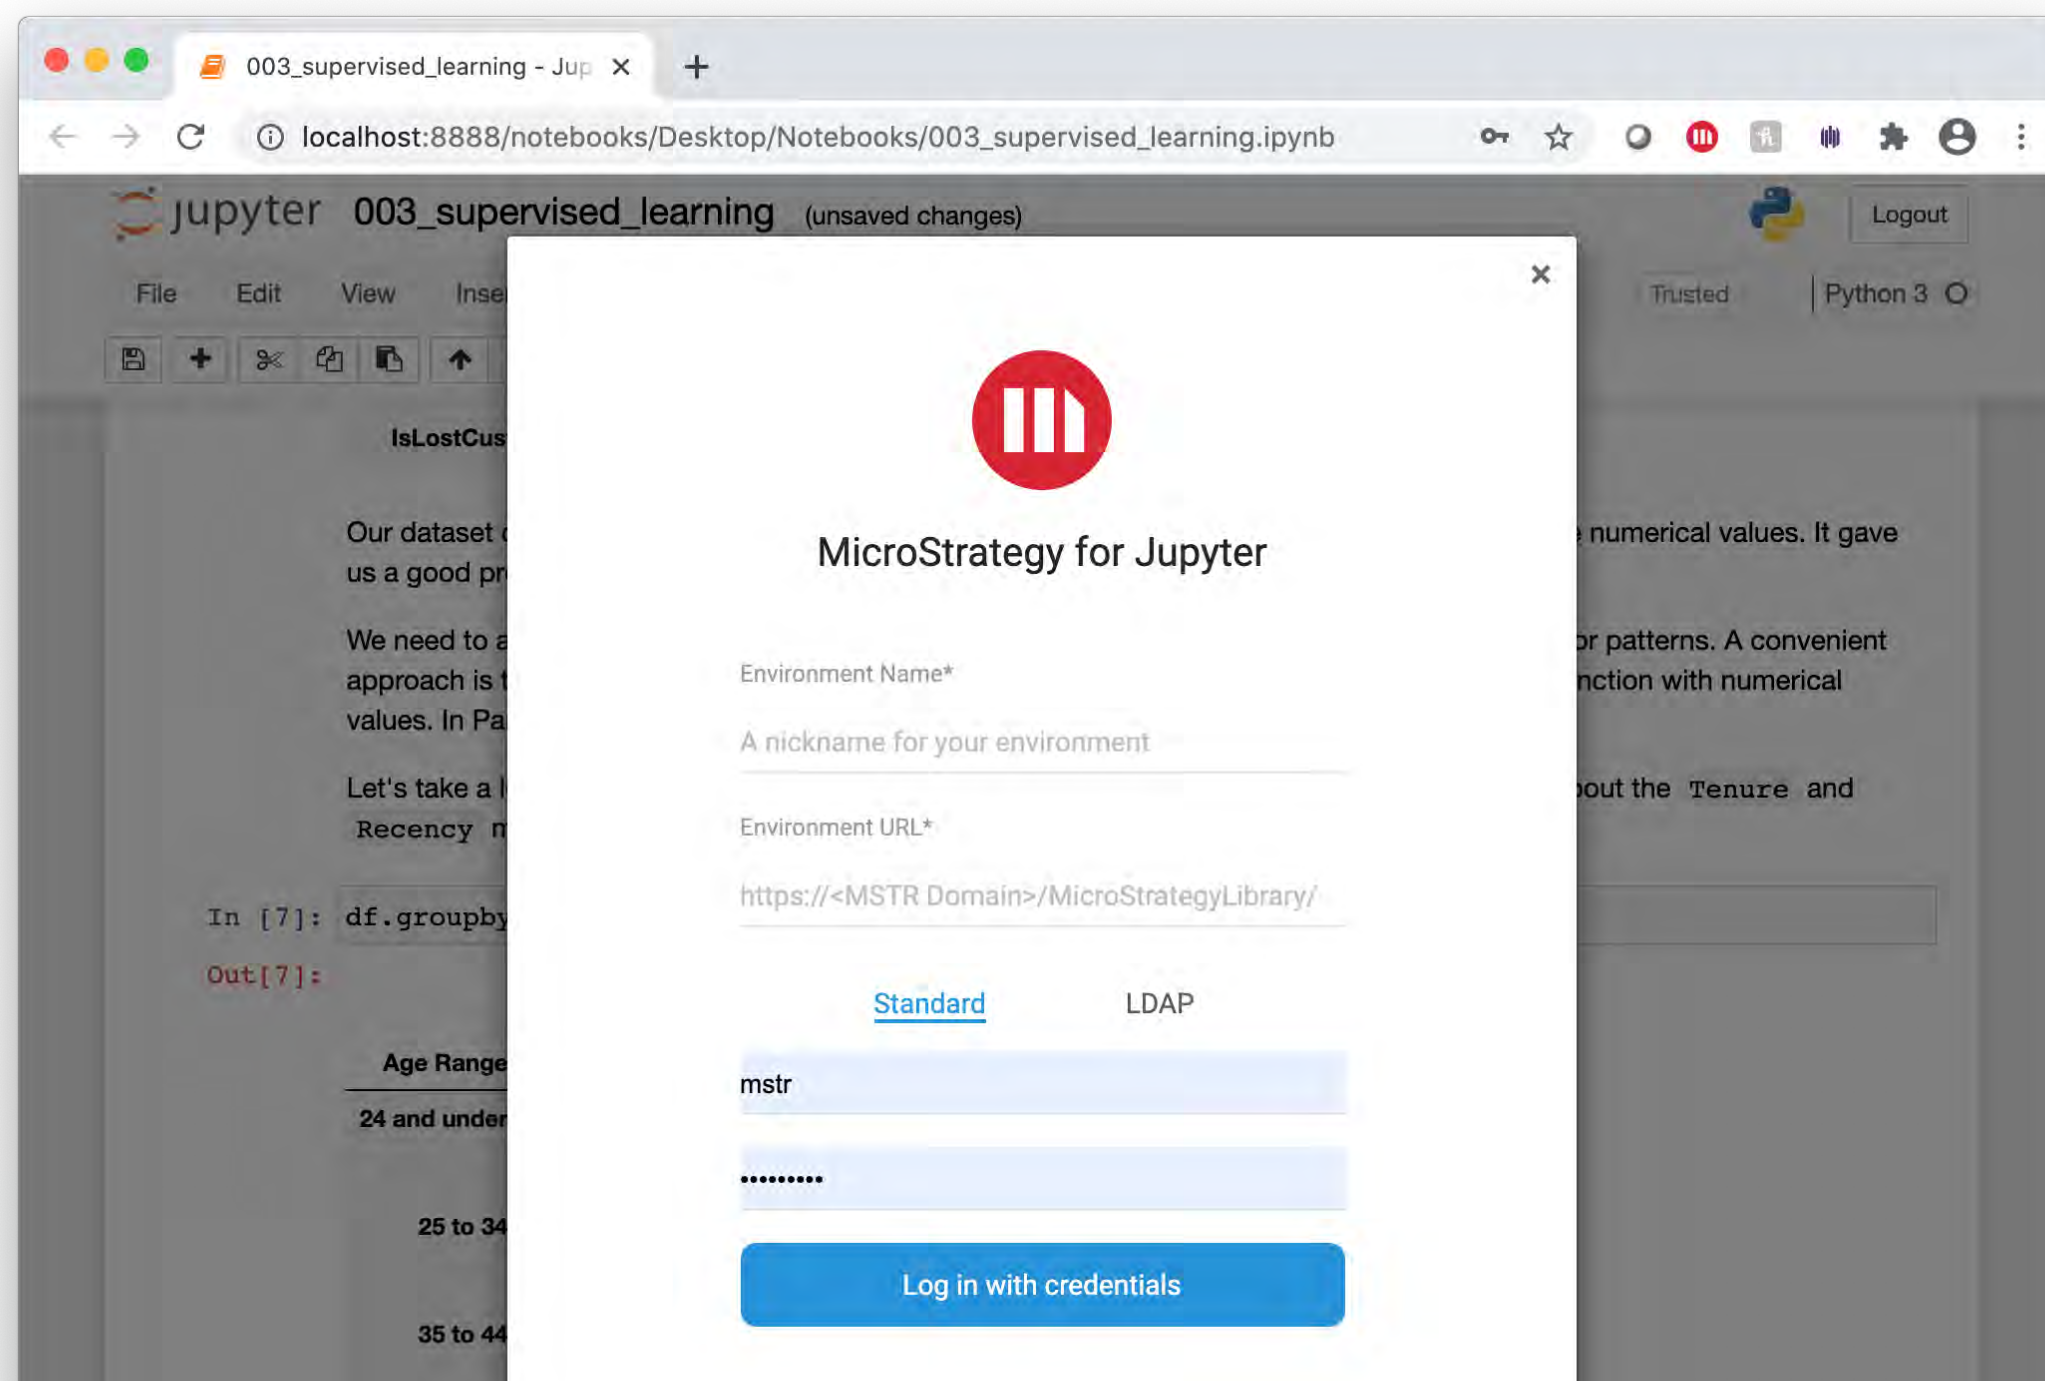 003_supervised_learning - Jup
localhost:8888/notebooks/Desktop/Notebooks/003_supervised_learning.ipynb
jupyter 003_supervised_learning (unsaved changes)
Logout
File Edit View Inse
Trusted
Python 3
IsLostCus
MicroStrategy for Jupyter
Our dataset
numerical values. It gave
us a good pr
We need to a
or patterns. A convenient
approach is t
nction with numerical
values. In Pa
Environment Name*
A nickname for your environment
Let's take a l
out the Tenure and
Recency m
Environment URL*
https://<MSTR Domain>/MicroStrategyLibrary/
In [7]: df.groupby
Out[7]:
Standard LDAP
Age Range
mstr
24 and under
•••••••••
25 to 34
Log in with credentials
35 to 44